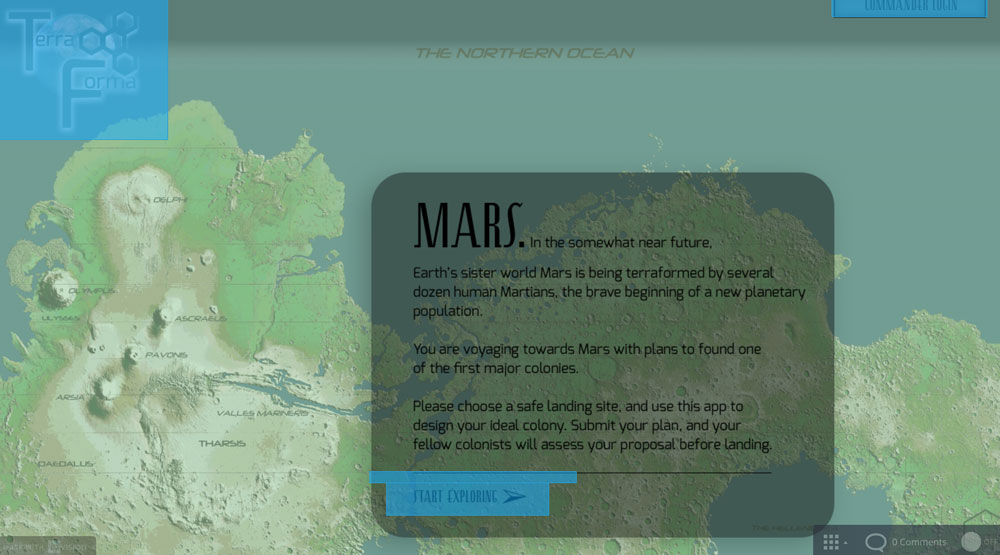 COMMANDER LOGIN
Terra
Forma
THE NORTHERN OCEAN
DELPHI
OLYMPUS
ULYSSES
ASCRAEUS
PAVONIS
ARSIA
VALLES MARINERIS
THARSIS
DAEDALUS
MARS. In the somewhat near future,
Earth's sister world Mars is being terraformed by several
dozen human Martians, the brave beginning of a new planetary
population.
You are voyaging towards Mars with plans to found one
of the first major colonies.
Please choose a safe landing site, and use this app to
design your ideal colony. Submit your plan, and your
fellow colonists will assess your proposal before landing.
START EXPLORING
0 Comments